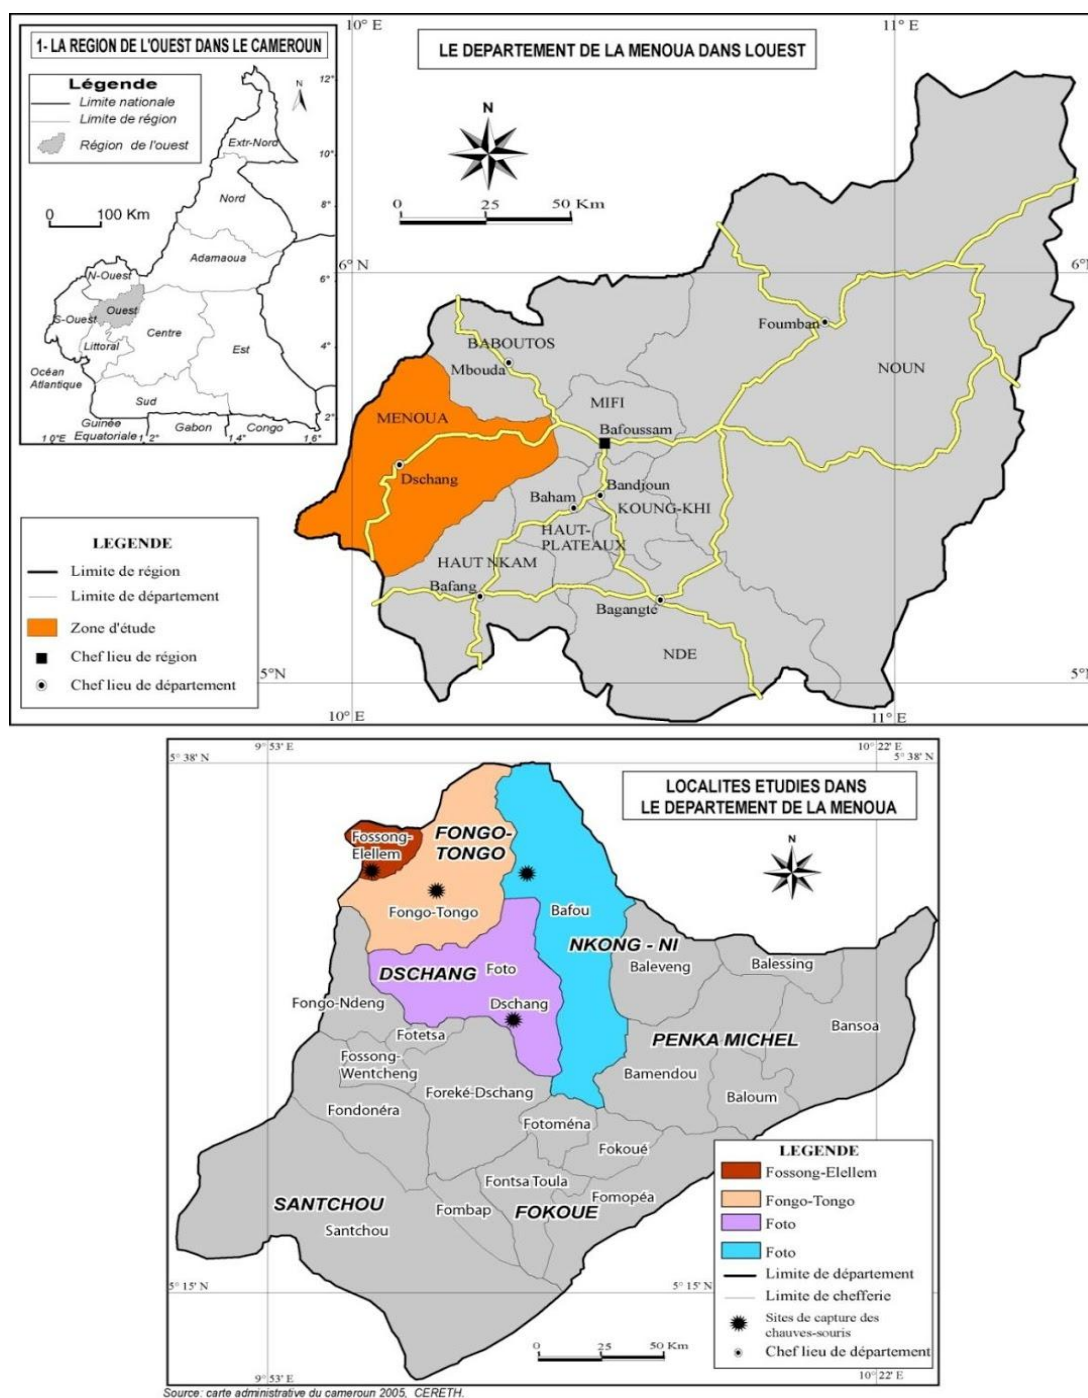 1- LA REGION DE L'OUEST DANS LE CAMEROUN
Légende
Limite nationale
Limite de région
Région de l'ouest
N
0 100 Km
12°
10°
8°
6°
4°
2°
Extr-Nord
Nord
Adamaoua
N-Ouest
Ouest
S-Ouest
Centre
Littoral
Est
Océan
Atlantique
Sud
Guinée
Equatoriale
Gabon
Congo
10°E
1,2°
1,4°
1,6°
10° E
11° E
LE DEPARTEMENT DE LA MENOUA DANS LOUEST
N
0 25 50 Km
6° N
6°
BABOUTOS
Mbouda
Foumban
NOUN
MENOUA
MIFI
Bafoussam
Dschang
Bandjoun
Baham
KOUNG-KHI
HAUT-
PLATEAUX
HAUT NKAM
Bafang
Bagangté
NDE
5°N
5°N
10° E
11° E
LEGENDE
Limite de région
Limite de département
Zone d'étude
Chef lieu de région
Chef lieu de département
9° 53' E
10° 22' E
5° 38' N
5° 38' N
LOCALITES ETUDIES DANS
LE DEPARTEMENT DE LA MENOUA
N
Fossong-
Elellem
FONGO-
TONGO
Fongo-Tongo
Bafou
NKONG - NI
Baleveng
Balessing
DSCHANG
Foto
Dschang
Fongo-Ndeng
Bansoa
Fotetsa
PENKA MICHEL
Fossong-
Wentcheng
Bamendou
Foreké-Dschang
Baloum
Fondonéra
Fotoména
Fokoué
Fontsa Toula
Fomopéa
SANTCHOU
Santchou
Fombap
FOKOUE
LEGENDE
Fossong-Elellem
Fongo-Tongo
Foto
Foto
Limite de département
Limite de chefferie
Sites de capture des
chauves-souris
Chef lieu de département
5° 15' N
5° 15' N
0 25 50 Km
9° 53' E
10° 22' E
Source: carte administrative du cameroun 2005, CERETH.